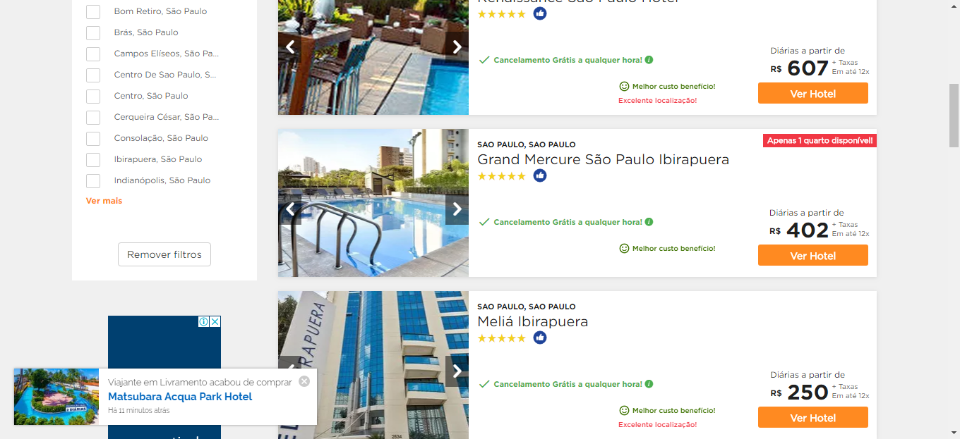 Bom Retiro, São Paulo
Brás, São Paulo
Campos Elíseos, São Pa...
Centro De Sao Paulo, S...
Centro, São Paulo
Cerqueira César, São Pa...
Consolação, São Paulo
Ibirapuera, São Paulo
Indianópolis, São Paulo
Ver mais
Remover filtros
Renaissance São Paulo Hotel
Cancelamento Grátis a qualquer hora!
Melhor custo benefício!
Excelente localização!
Diárias a partir de
R$ 607 + Taxas
Em até 12x
Ver Hotel
SAO PAULO, SAO PAULO
Grand Mercure São Paulo Ibirapuera
Apenas 1 quarto disponível!
Cancelamento Grátis a qualquer hora!
Melhor custo benefício!
Diárias a partir de
R$ 402 + Taxas
Em até 12x
Ver Hotel
SAO PAULO, SAO PAULO
Meliá Ibirapuera
Cancelamento Grátis a qualquer hora!
Melhor custo benefício!
Excelente localização!
Diárias a partir de
R$ 250 + Taxas
Em até 12x
Ver Hotel
Viajante em Livramento acabou de comprar
Matsubara Acqua Park Hotel
Há 11 minutos atrás